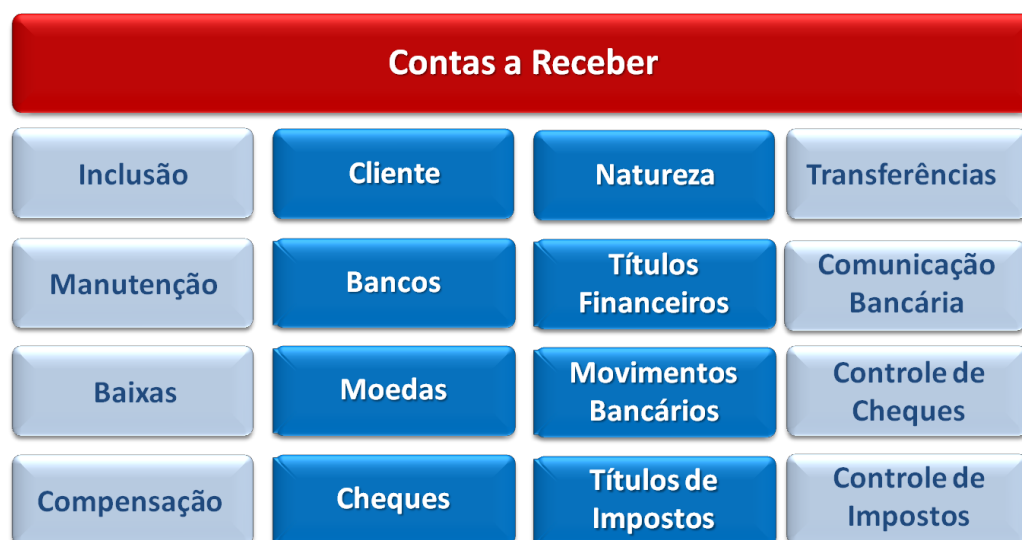 Contas a Receber
Inclusão
Cliente
Natureza
Transferências
Manutenção
Bancos
Títulos
Financeiros
Comunicação
Bancária
Baixas
Moedas
Movimentos
Bancários
Controle de
Cheques
Compensação
Cheques
Títulos de
Impostos
Controle de
Impostos